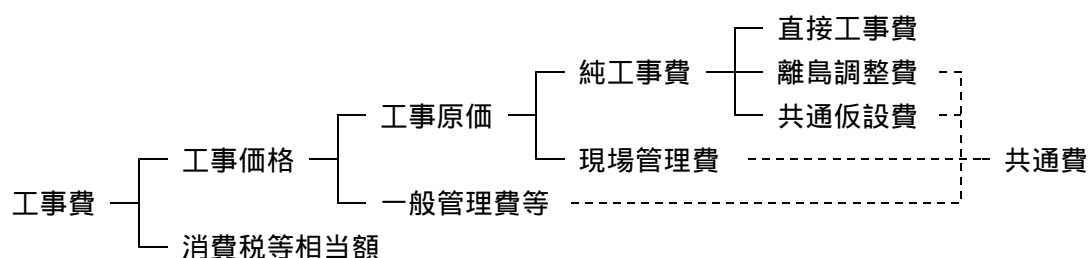 直接工事費
純工事費 離島調整費
工事原価 共通仮設費
工事価格 現場管理費 共通費
工事費 一般管理費等
消費税等相当額